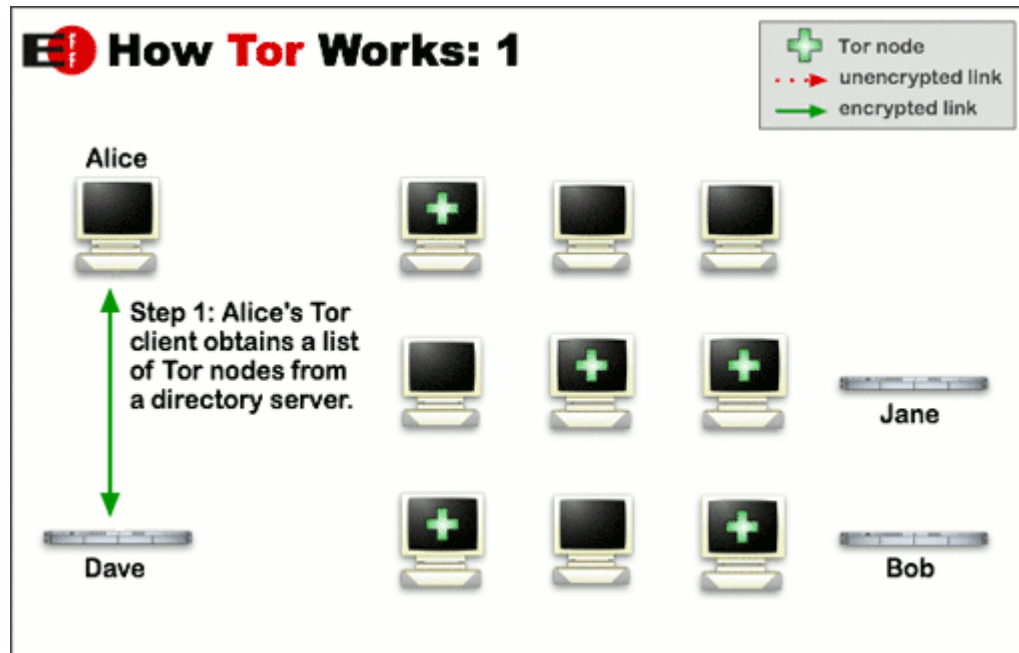 EFF How Tor Works: 1
Tor node
unencrypted link
encrypted link
Alice
Step 1: Alice's Tor
client obtains a list
of Tor nodes from
a directory server.
Jane
Dave
Bob